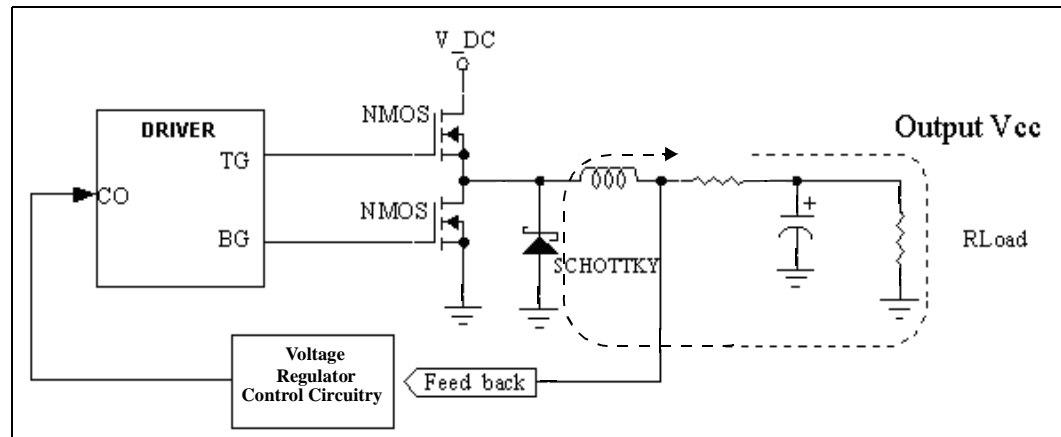 V_DC
NMOS
Output Vcc
DRIVER
TG
CO
NMOS
BG
RLoad
+
SCHOTTKY
Voltage
Regulator
Control Circuitry
Feed back